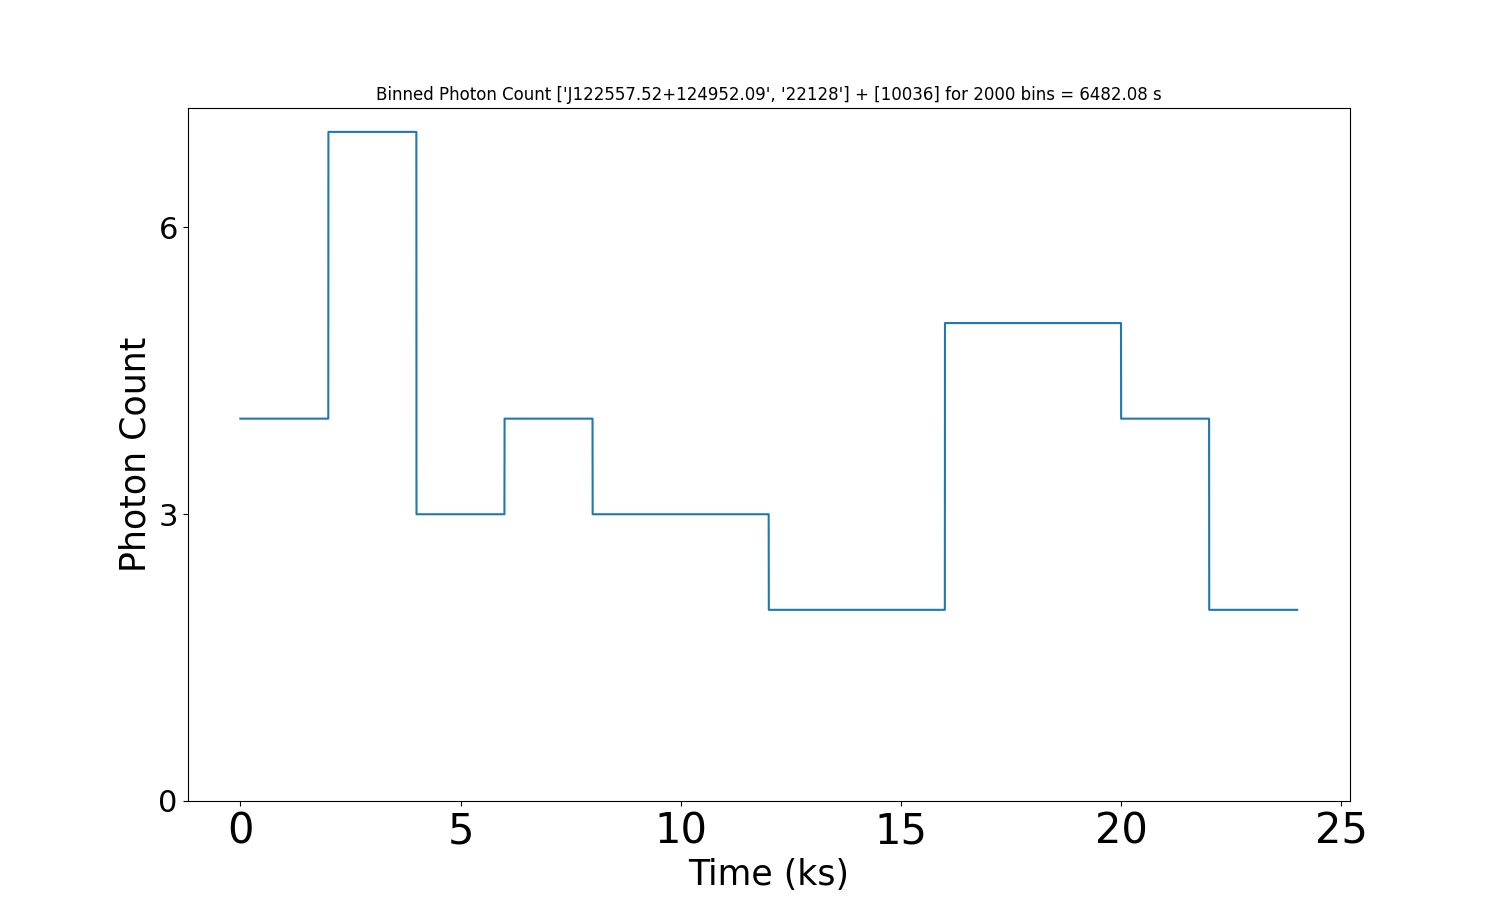 Binned Photon Count ['J122557.52+124952.09', '22128'] + [10036] for 2000 bins = 6482.08 s
6
3
0
Photon Count
0 5 10 15 20 25
Time (ks)